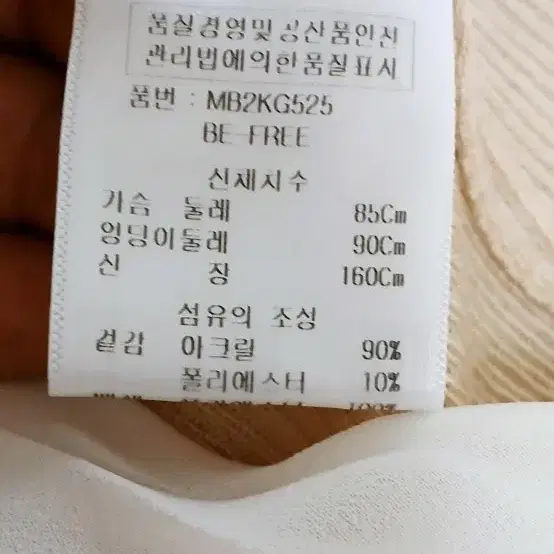 품질경영및공산품안전
관리법에의한품질표시
품번 : MB2KG525
BE-FREE
신체치수
가슴 둘레 85Cm
엉덩이둘레 90Cm
신 장 160Cm
섬유의 조성
겉감 아크릴 90%
폴리에스터 10%